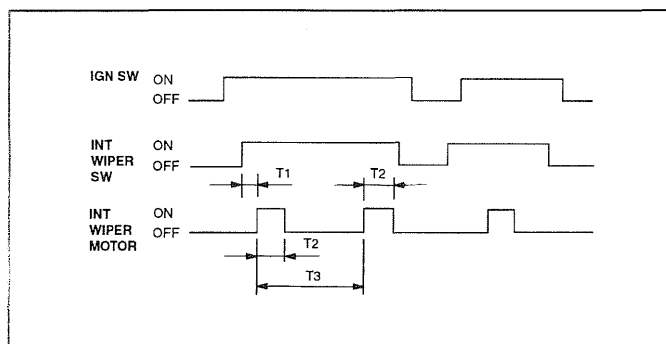 IGN SW ON
OFF
INT WIPER SW ON
OFF
T1 T2
INT WIPER MOTOR ON
OFF
T2
T3